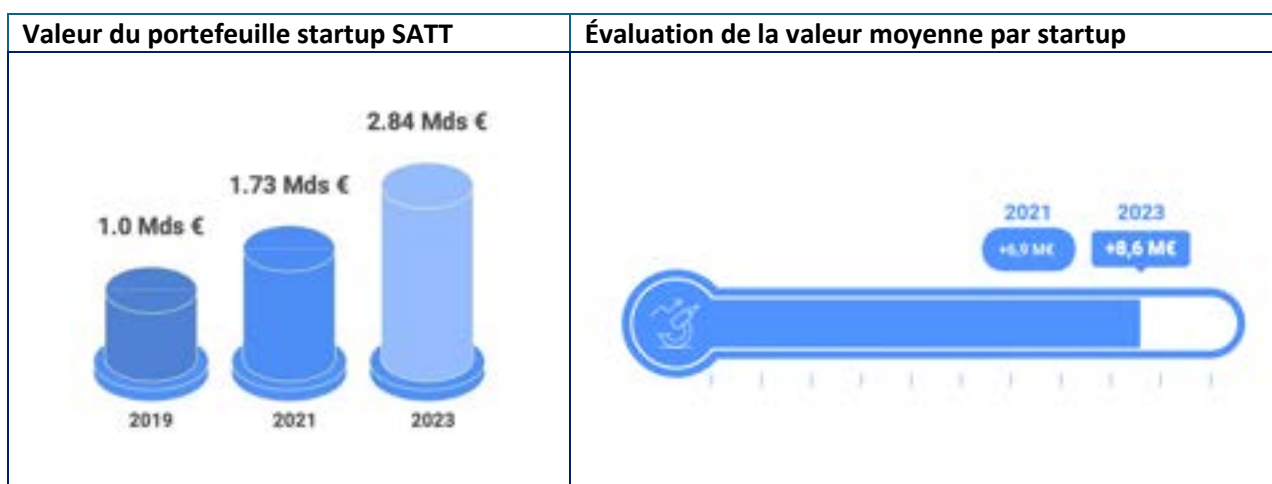 Valeur du portefeuille startup SATT
Évaluation de la valeur moyenne par startup
2.84 Mds €
1.73 Mds €
1.0 Mds €
2019
2021
2023
2021
2023
+6,9 M€
+8,6 M€